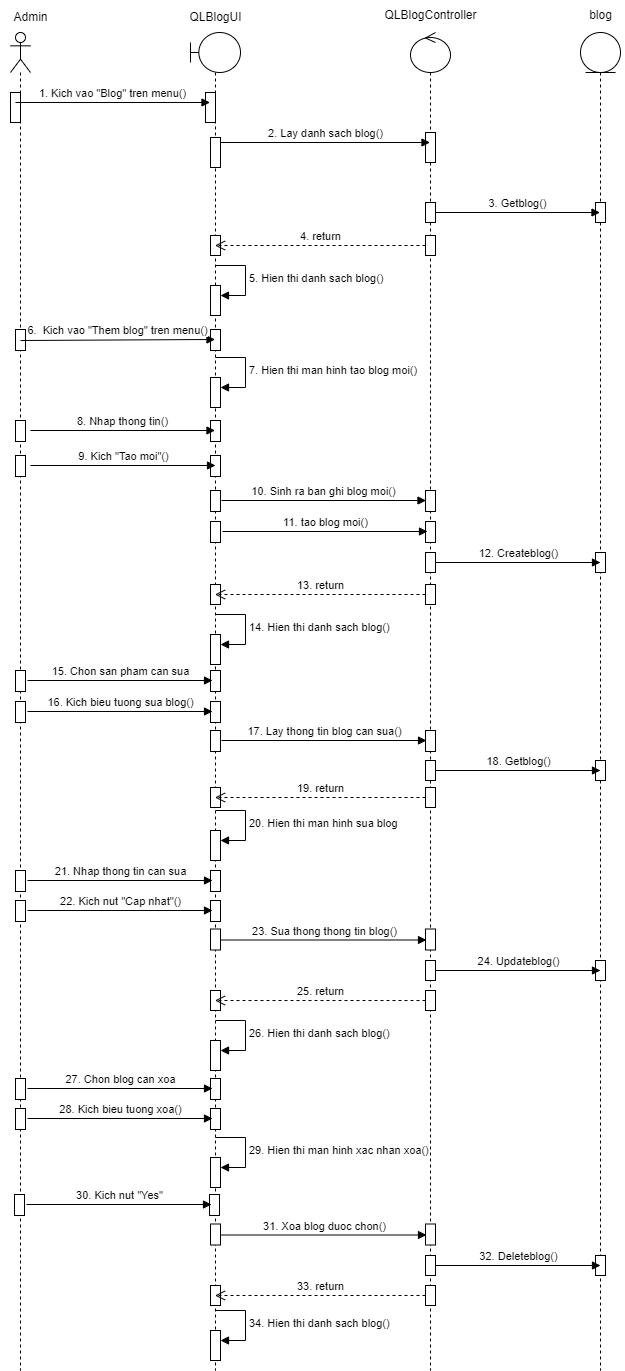 Admin
QLBlogUI
QLBlogController
blog
1. Kich vao "Blog" tren menu()
2. Lay danh sach blog()
3. Getblog()
4. return
5. Hien thi danh sach blog()
6. Kich vao "Them blog" tren menu()
7. Hien thi man hinh tao blog moi()
8. Nhap thong tin()
9. Kich "Tao moi"()
10. Sinh ra ban ghi blog moi()
11. tao blog moi()
12. Createblog()
13. return
14. Hien thi danh sach blog()
15. Chon san pham can sua
16. Kich bieu tuong sua blog()
17. Lay thong tin blog can sua()
18. Getblog()
19. return
20. Hien thi man hinh sua blog
21. Nhap thong tin can sua
22. Kich nut "Cap nhat"()
23. Sua thong thong tin blog()
24. Updateblog()
25. return
26. Hien thi danh sach blog()
27. Chon blog can xoa
28. Kich bieu tuong xoa()
29. Hien thi man hinh xac nhan xoa()
30. Kich nut "Yes"
31. Xoa blog duoc chon()
32. Deleteblog()
33. return
34. Hien thi danh sach blog()